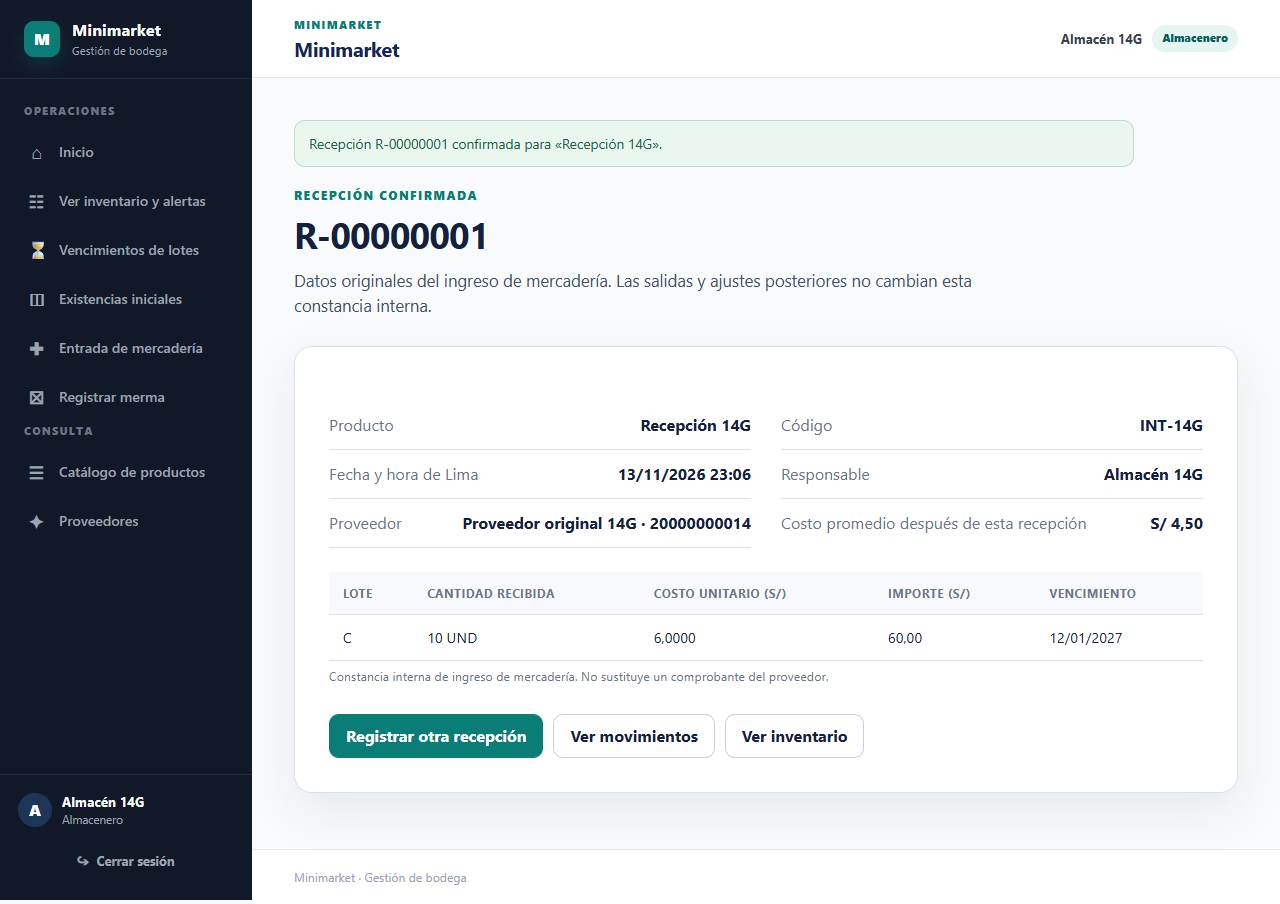 M
Minimarket
Gestión de bodega
OPERACIONES
Inicio
Ver inventario y alertas
Vencimientos de lotes
Existencias iniciales
Entrada de mercadería
Registrar merma
CONSULTA
Catálogo de productos
Proveedores
A
Almacén 14G
Almacenero
Cerrar sesión
MINIMARKET
Minimarket
Almacén 14G Almacenero
Recepción R-00000001 confirmada para «Recepción 14G».
RECEPCIÓN CONFIRMADA
R-00000001
Datos originales del ingreso de mercadería. Las salidas y ajustes posteriores no cambian esta
constancia interna.
Producto Recepción 14G Código INT-14G
Fecha y hora de Lima 13/11/2026 23:06 Responsable Almacén 14G
Proveedor Proveedor original 14G · 20000000014 Costo promedio después de esta recepción S/ 4,50
LOTE CANTIDAD RECIBIDA COSTO UNITARIO (S/) IMPORTE (S/) VENCIMIENTO
C 10 UND 6,0000 60,00 12/01/2027
Constancia interna de ingreso de mercadería. No sustituye un comprobante del proveedor.
Registrar otra recepción Ver movimientos Ver inventario
Minimarket · Gestión de bodega